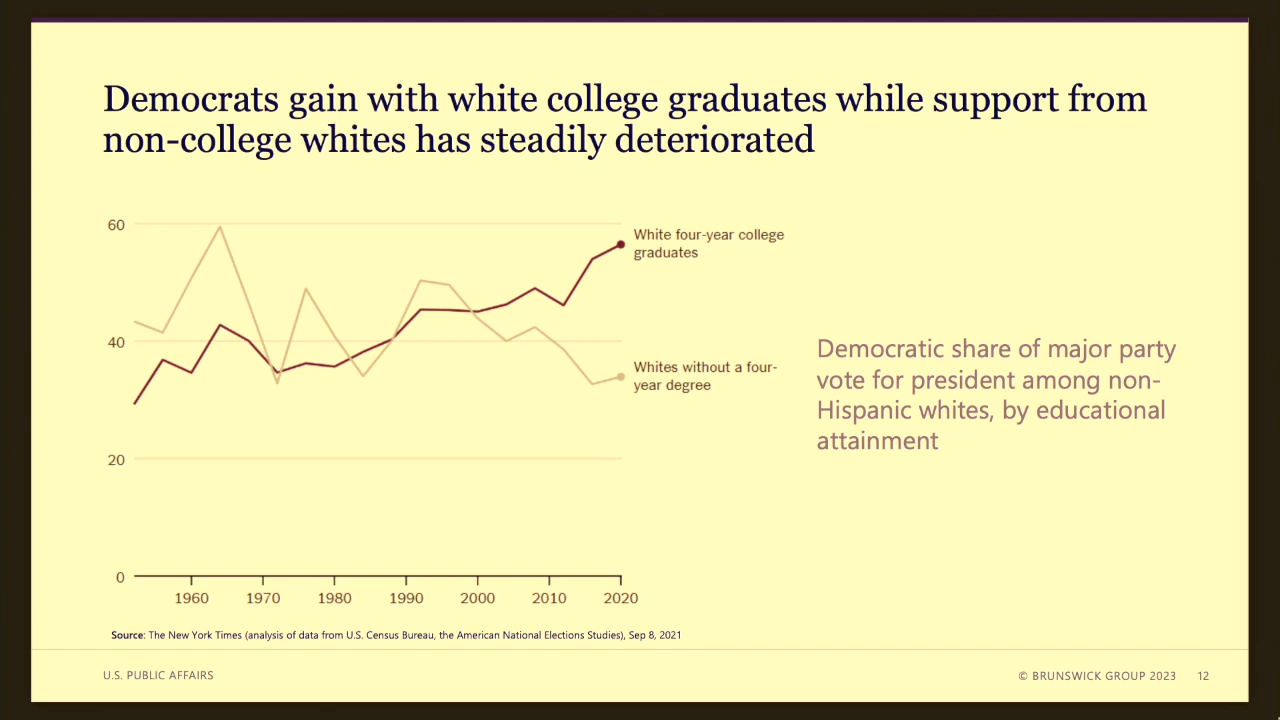 Democrats gain with white college graduates while support from
non-college whites has steadily deteriorated
60
40
20
0
White four-year college
graduates
Whites without a four-
year degree
1960 1970 1980 1990 2000 2010 2020
Democratic share of major party
vote for president among non-
Hispanic whites, by educational
attainment
Source: The New York Times (analysis of data from U.S. Census Bureau, the American National Elections Studies), Sep 8, 2021
U.S. PUBLIC AFFAIRS
© BRUNSWICK GROUP 2023 12